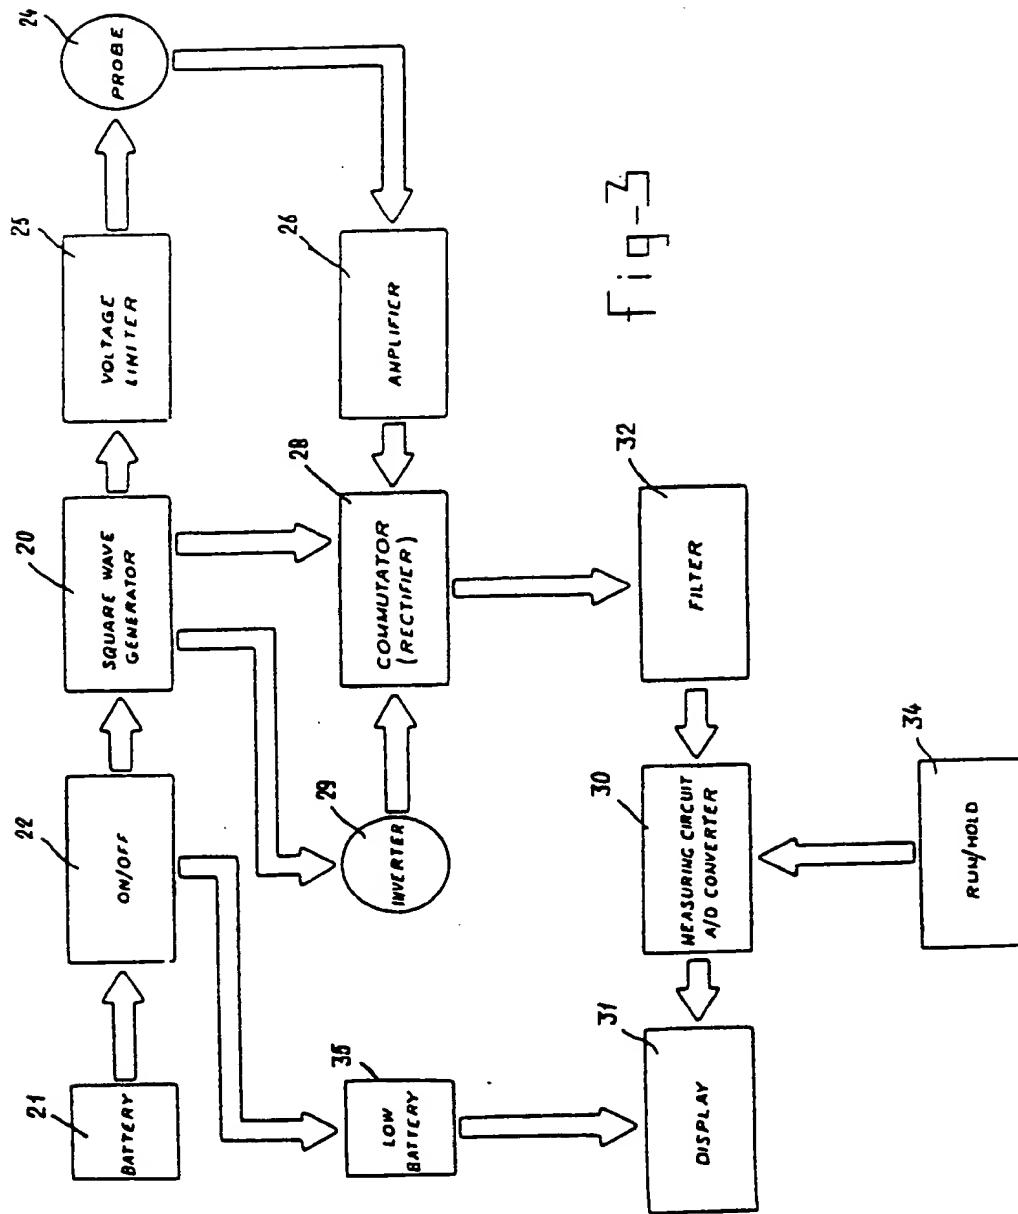 21
BATTERY
22
ON/OFF
20
SQUARE WAVE
GENERATOR
25
VOLTAGE
LIMITER
24
PROBE
35
LOW
BATTERY
29
INVERTER
28
COMMUTATOR
(RECTIFIER)
26
AMPLIFIER
31
DISPLAY
30
MEASURING CIRCUIT
A/D CONVERTER
32
FILTER
34
RUN/HOLD
Fig-3